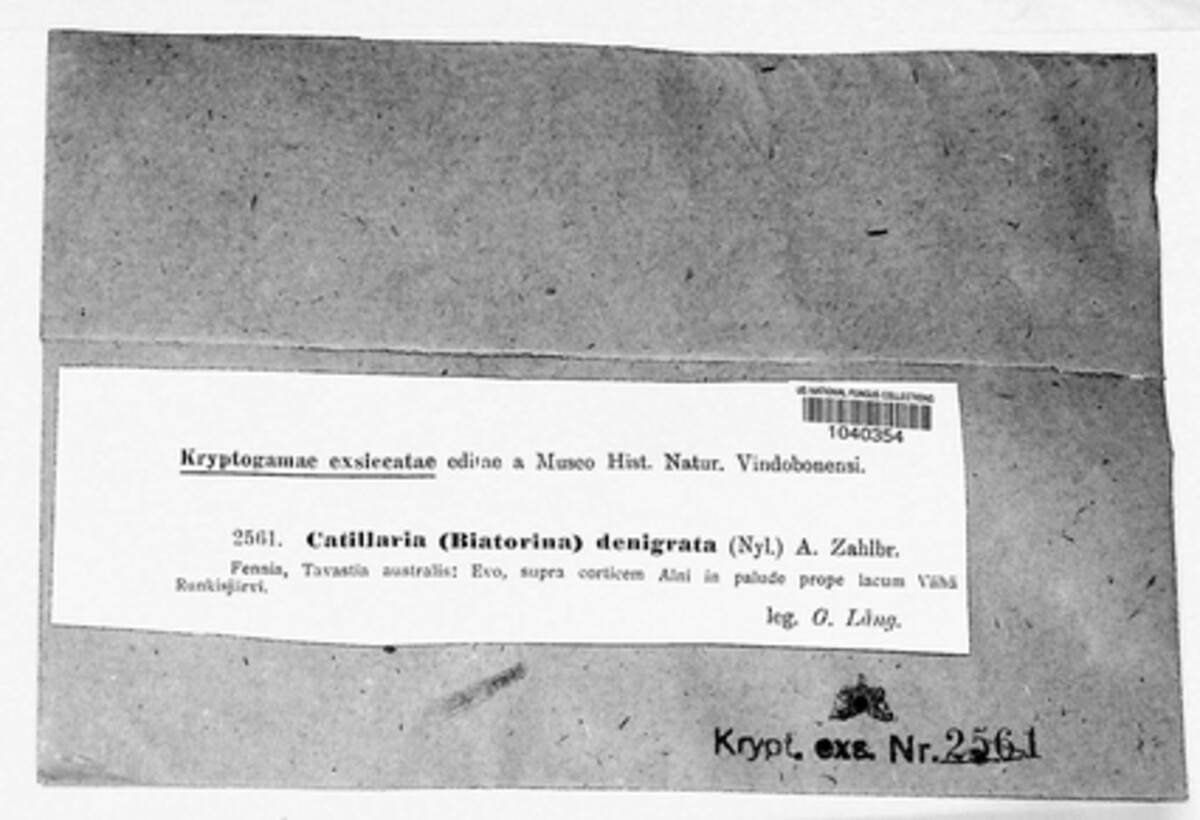 US NATIONAL FUNGUS COLLECTIONS
1040354
Kryptogamae exsiccatae editae a Museo Hist. Natur. Vindobonensi.
2561. Catillaria (Biatorina) denigrata (Nyl.) A. Zahlbr.
Fennia, Tavastia australis: Evo, supra corticem Alni in palude prope lacum Vähä
Runkisjärvi.
leg. G. Lång.
Krypt. exs. Nr. 2561